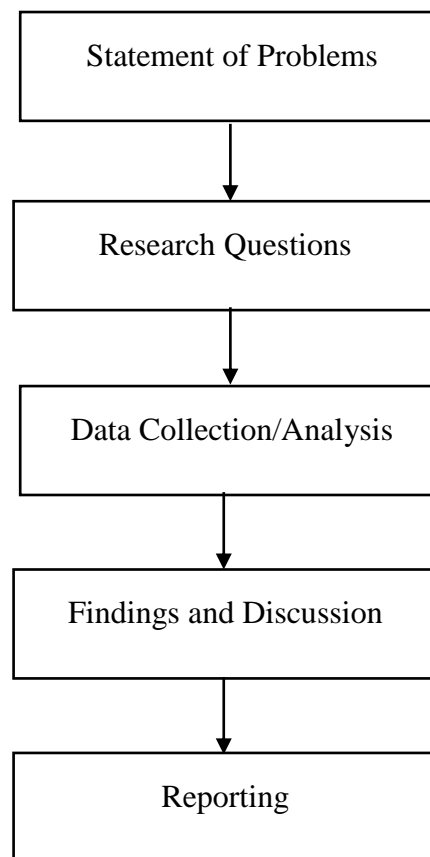 Statement of Problems
Research Questions
Data Collection/Analysis
Findings and Discussion
Reporting